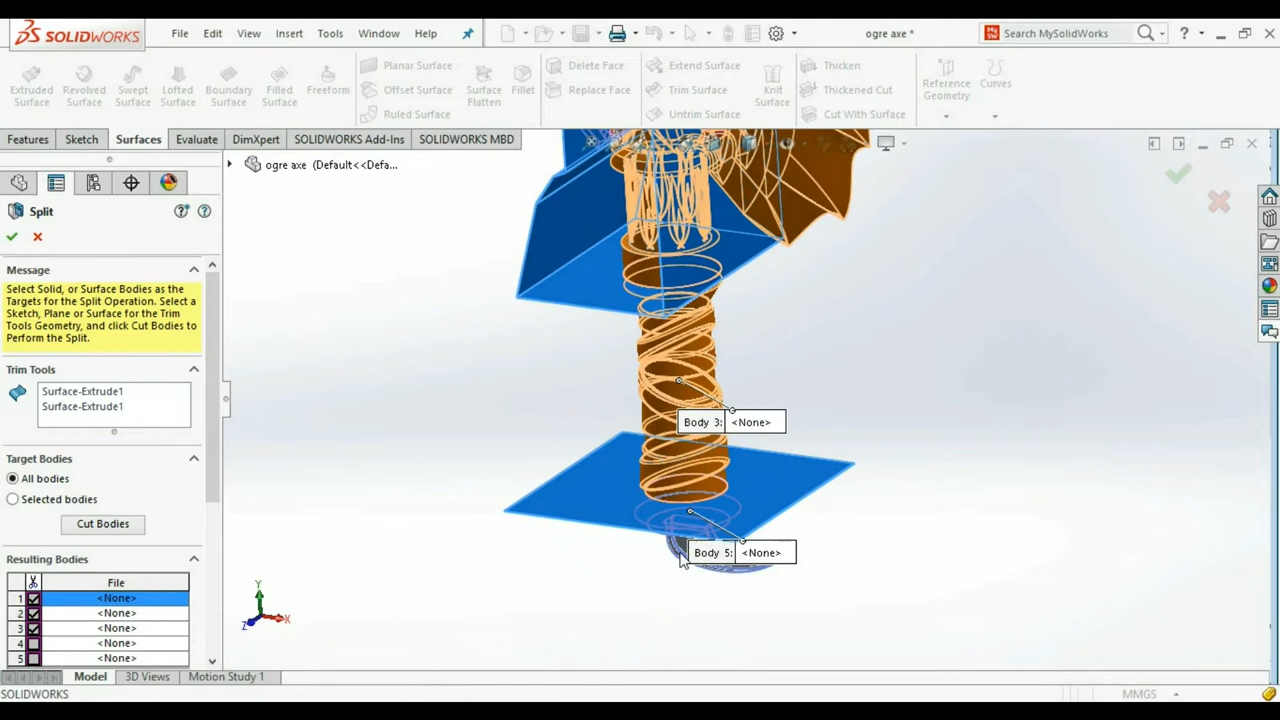 SOLIDWORKS File Edit View Insert Tools Window Help ogre axe * Search MySolidWorks ?
Extruded Surface
Revolved Surface
Swept Surface
Lofted Surface
Boundary Surface
Filled Surface
Freeform
Planar Surface
Offset Surface
Ruled Surface
Surface Flatten
Fillet
Delete Face
Replace Face
Extend Surface
Trim Surface
Untrim Surface
Knit Surface
Thicken
Thickened Cut
Cut With Surface
Reference Geometry
Curves
Features Sketch Surfaces Evaluate DimXpert SOLIDWORKS Add-Ins SOLIDWORKS MBD
ogre axe (Default<<Defa...
Split
Message
Select Solid, or Surface Bodies as the
Targets for the Split Operation. Select a
Sketch, Plane or Surface for the Trim
Tools Geometry, and click Cut Bodies to
Perform the Split.
Trim Tools
Surface-Extrude1
Surface-Extrude1
Target Bodies
All bodies
Selected bodies
Cut Bodies
Resulting Bodies
File
1 <None>
2 <None>
3 <None>
4 <None>
5 <None>
Body 3: <None>
Body 5: <None>
Y
X
Z
Model 3D Views Motion Study 1
SOLIDWORKS MMGS